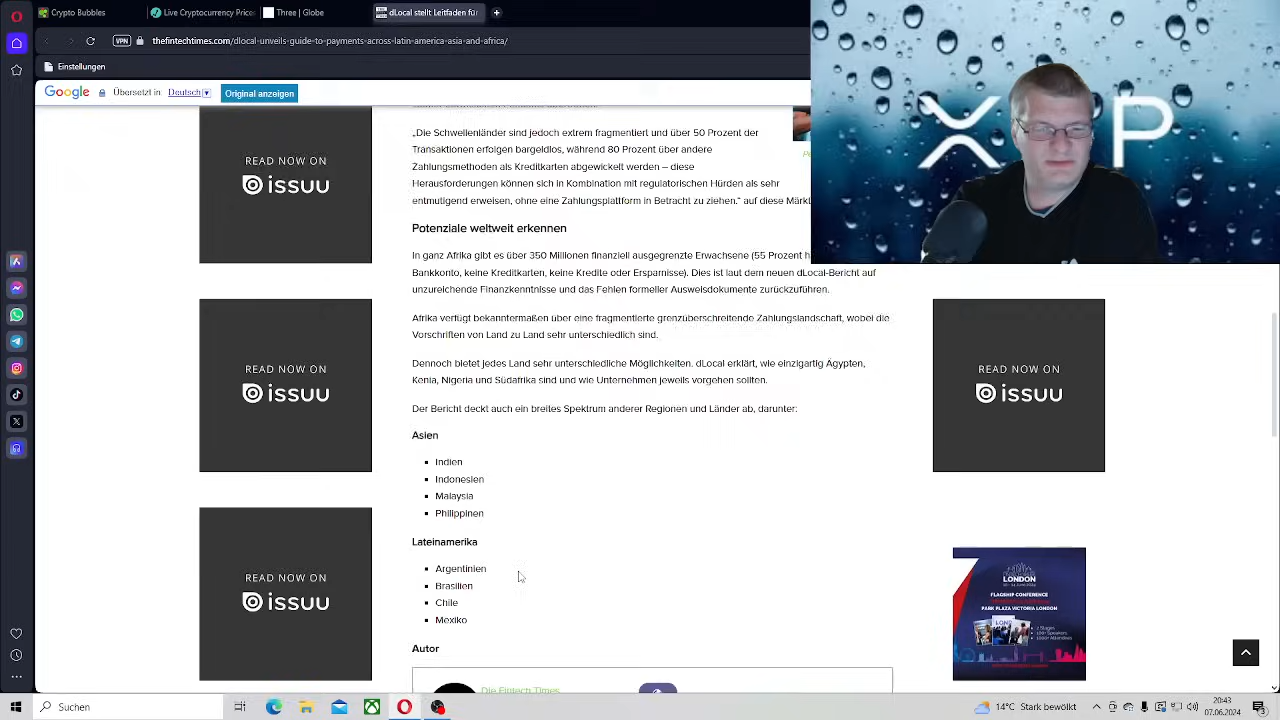 Crypto Bubbles
Live Cryptocurrency Price
Three | Globe
dLocal stellt Leitfaden für
VPN
thefintechtimes.com/dlocal-unveils-guide-to-payments-across-latin-america-asia-and-africa/
Einstellungen
Google
Übersetzt in
Deutsch
Original anzeigen
„Die Schwellenländer sind jedoch extrem fragmentiert und über 50 Prozent der
Transaktionen erfolgen bargeldlos, während 80 Prozent über andere
Zahlungsmethoden als Kreditkarten abgewickelt werden – diese
Herausforderungen können sich in Kombination mit regulatorischen Hürden als sehr
entmutigend erweisen, ohne eine Zahlungsplattform in Betracht zu ziehen.“ auf diese Märkt
Potenziale weltweit erkennen
In ganz Afrika gibt es über 350 Millionen finanziell ausgegrenzte Erwachsene (55 Prozent h
Bankkonto, keine Kreditkarten, keine Kredite oder Ersparnisse). Dies ist laut dem neuen dLocal-Bericht auf
unzureichende Finanzkenntnisse und das Fehlen formeller Ausweisdokumente zurückzuführen.
Afrika verfügt bekanntermaßen über eine fragmentierte grenzüberschreitende Zahlungslandschaft, wobei die
Vorschriften von Land zu Land sehr unterschiedlich sind.
Dennoch bietet jedes Land sehr unterschiedliche Möglichkeiten. dLocal erklärt, wie einzigartig Ägypten,
Kenia, Nigeria und Südafrika sind und wie Unternehmen jeweils vorgehen sollten.
Der Bericht deckt auch ein breites Spektrum anderer Regionen und Länder ab, darunter:
Asien
Indien
Indonesien
Malaysia
Philippinen
Lateinamerika
Argentinien
Brasilien
Chile
Mexiko
Autor
Die Fintech Times
READ NOW ON
issuu
READ NOW ON
issuu
READ NOW ON
issuu
READ NOW ON
issuu
LONDON
FLAGSHIP CONFERENCE
PARK PLAZA VICTORIA LONDON
X P
Suchen
14°C Stark bewölkt
20:43
07.06.2024